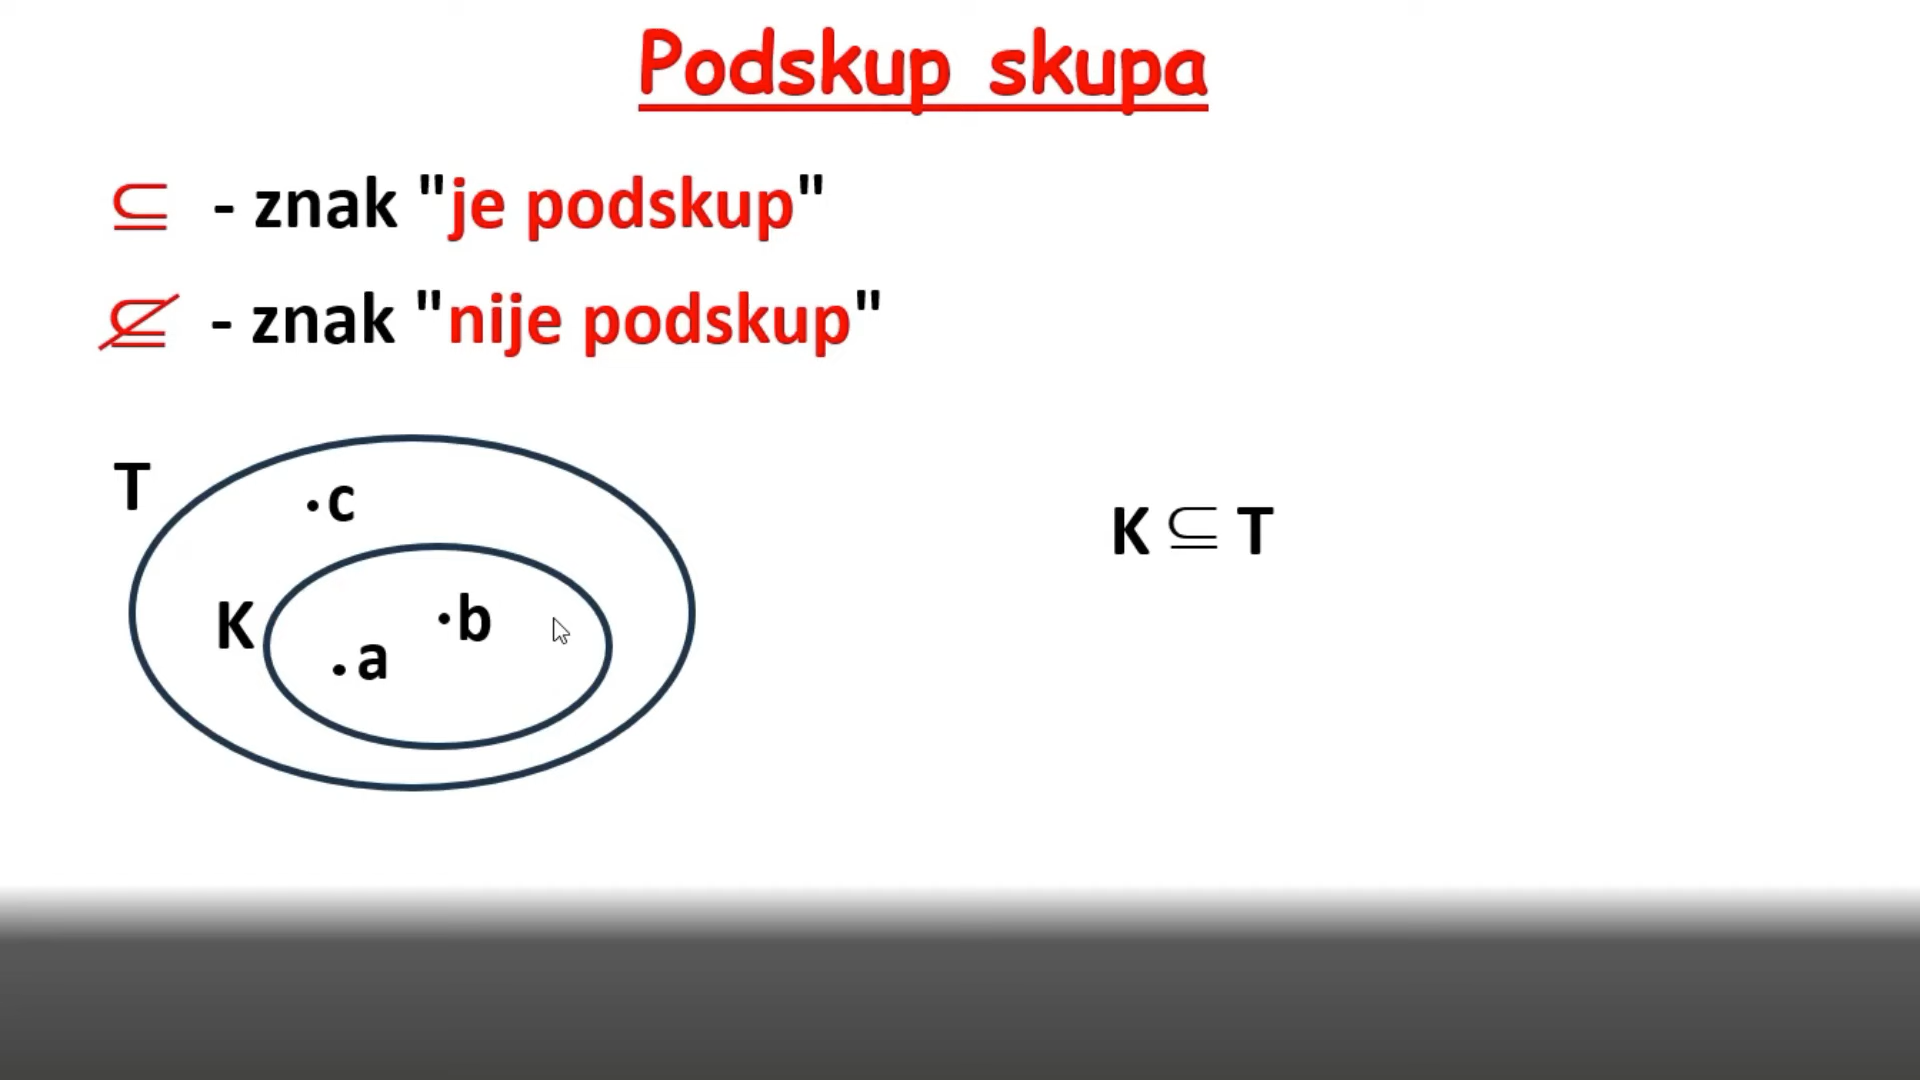 Podskup skupa
⊆ - znak "je podskup"
⊈ - znak "nije podskup"
T
c
K
b
a
K ⊆ T